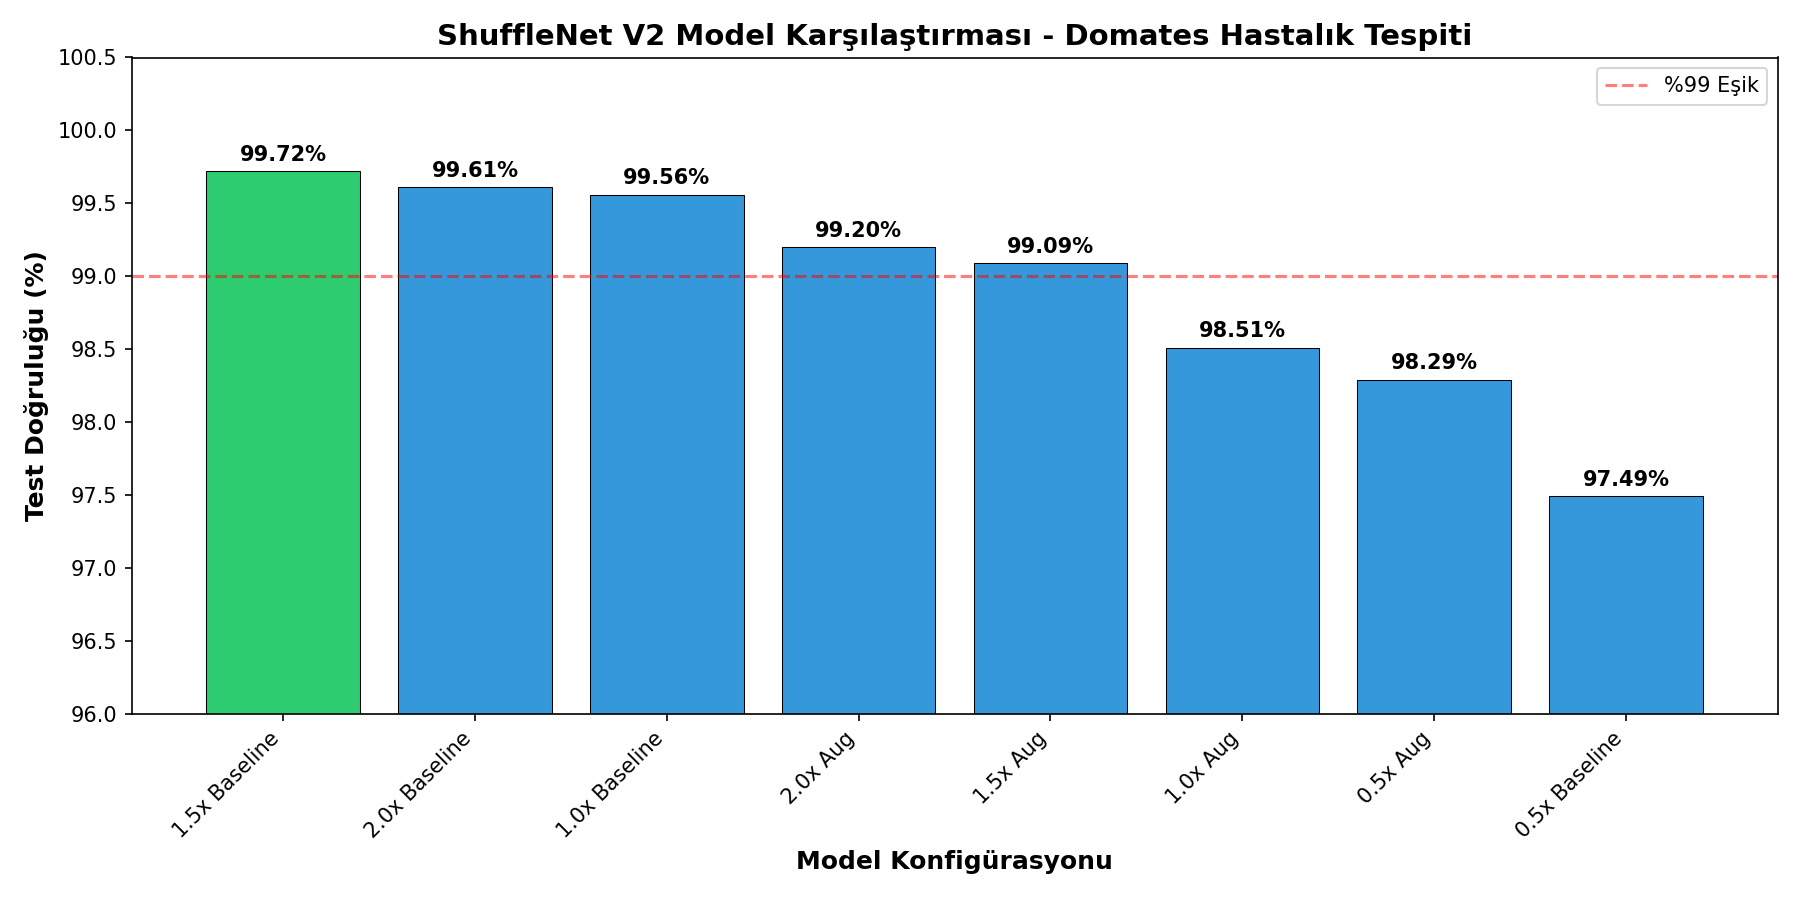 ShuffleNet V2 Model Karşılaştırması - Domates Hastalık Tespiti
%99 Eşik
Test Doğruluğu (%)
100.5
100.0
99.5
99.0
98.5
98.0
97.5
97.0
96.5
96.0
99.72%
99.61%
99.56%
99.20%
99.09%
98.51%
98.29%
97.49%
1.5x Baseline
2.0x Baseline
1.0x Baseline
2.0x Aug
1.5x Aug
1.0x Aug
0.5x Aug
0.5x Baseline
Model Konfigürasyonu